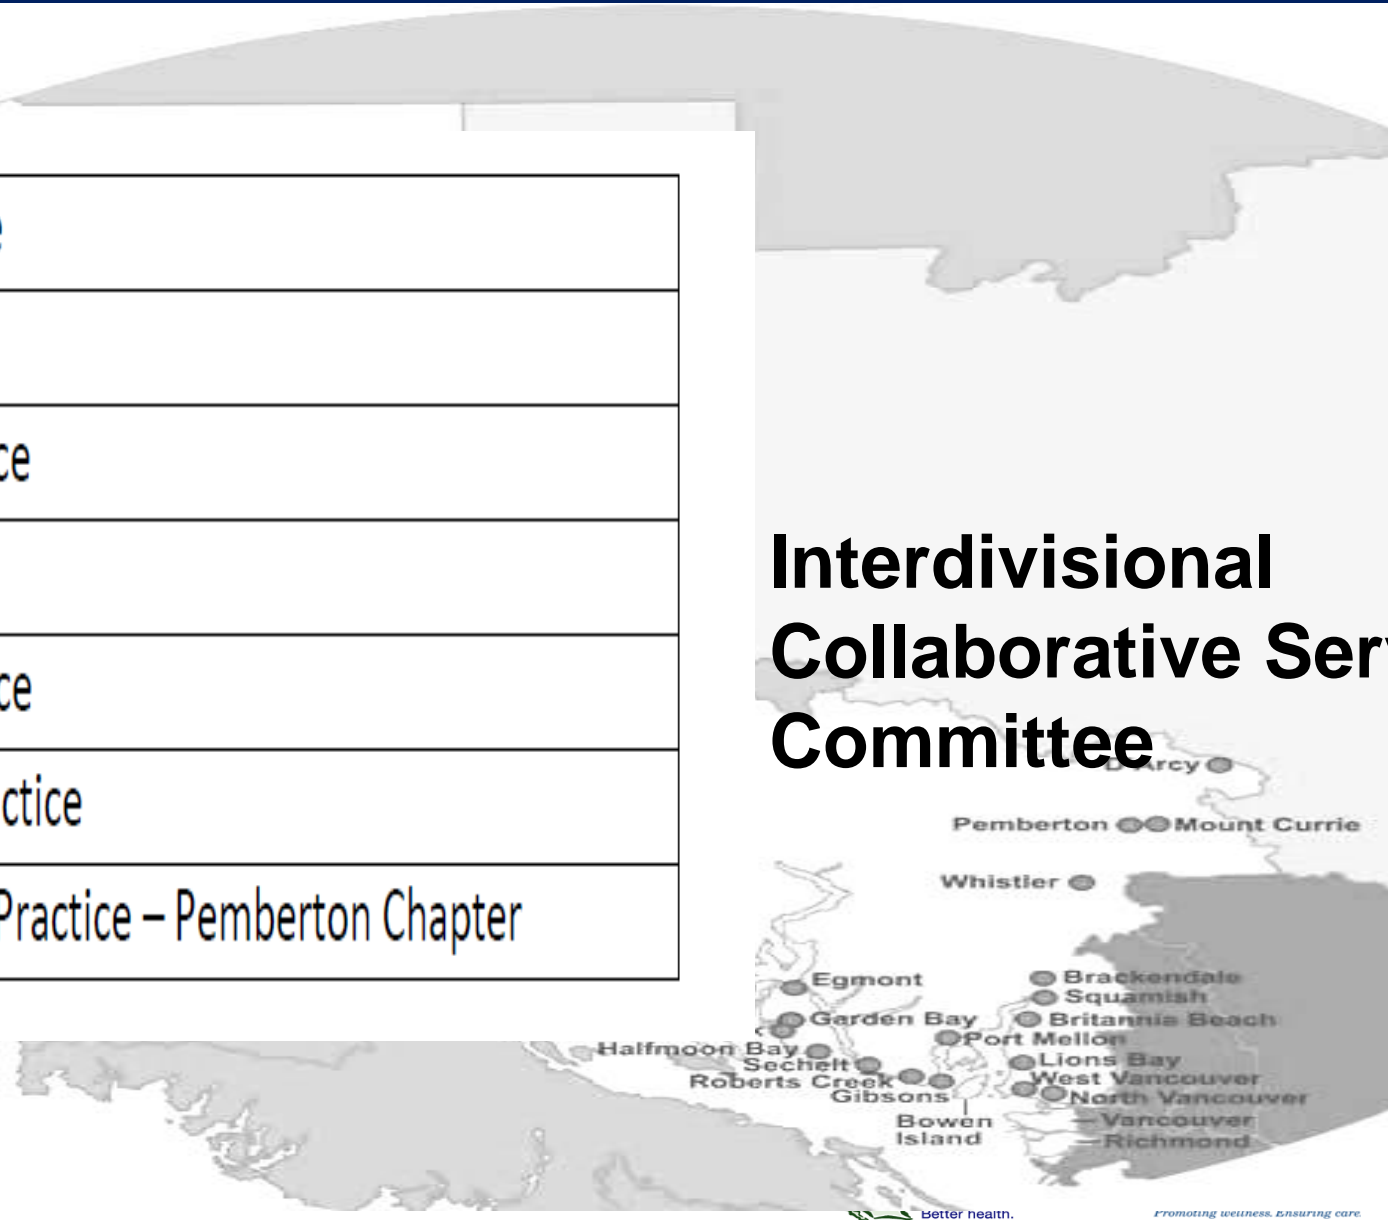 e
ce
ce
ctice
Practice – Pemberton Chapter
Interdivisional
Collaborative Serv
Committee
D'Arcy
Pemberton Mount Currie
Whistler
Egmont
Brackendale
Squamish
Garden Bay
Britannia Beach
Port Mellon
Halfmoon Bay
Lions Bay
Sechelt
West Vancouver
Roberts Creek
North Vancouver
Gibsons
Bowen
Island
Vancouver
Richmond
Better health.
Promoting wellness. Ensuring care.